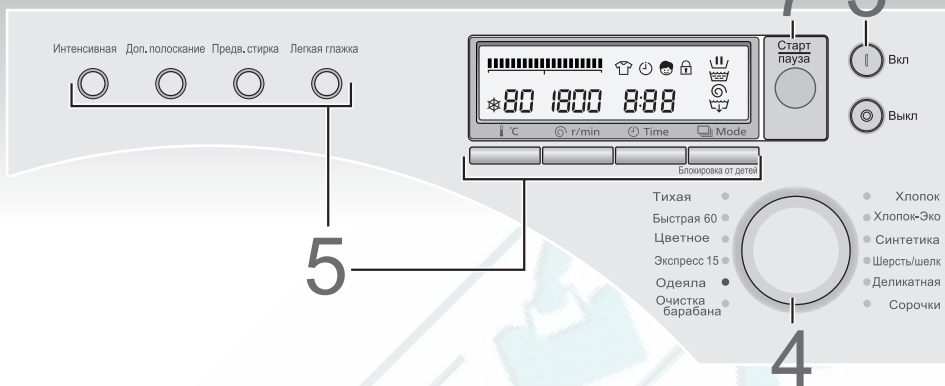 7
Интенсивная Доп. полоскание Предв. стирка Легкая глажка
Старт
пауза
Вкл
❄80 1800 8:88
Выкл
°C r/min Time Mode
Блокировка от детей
5
Тихая
Быстрая 60
Цветное
Экспресс 15
Одеяла
Очистка
барабана
Хлопок
Хлопок-Эко
Синтетика
Шерсть/шелк
Деликатная
Сорочки
4